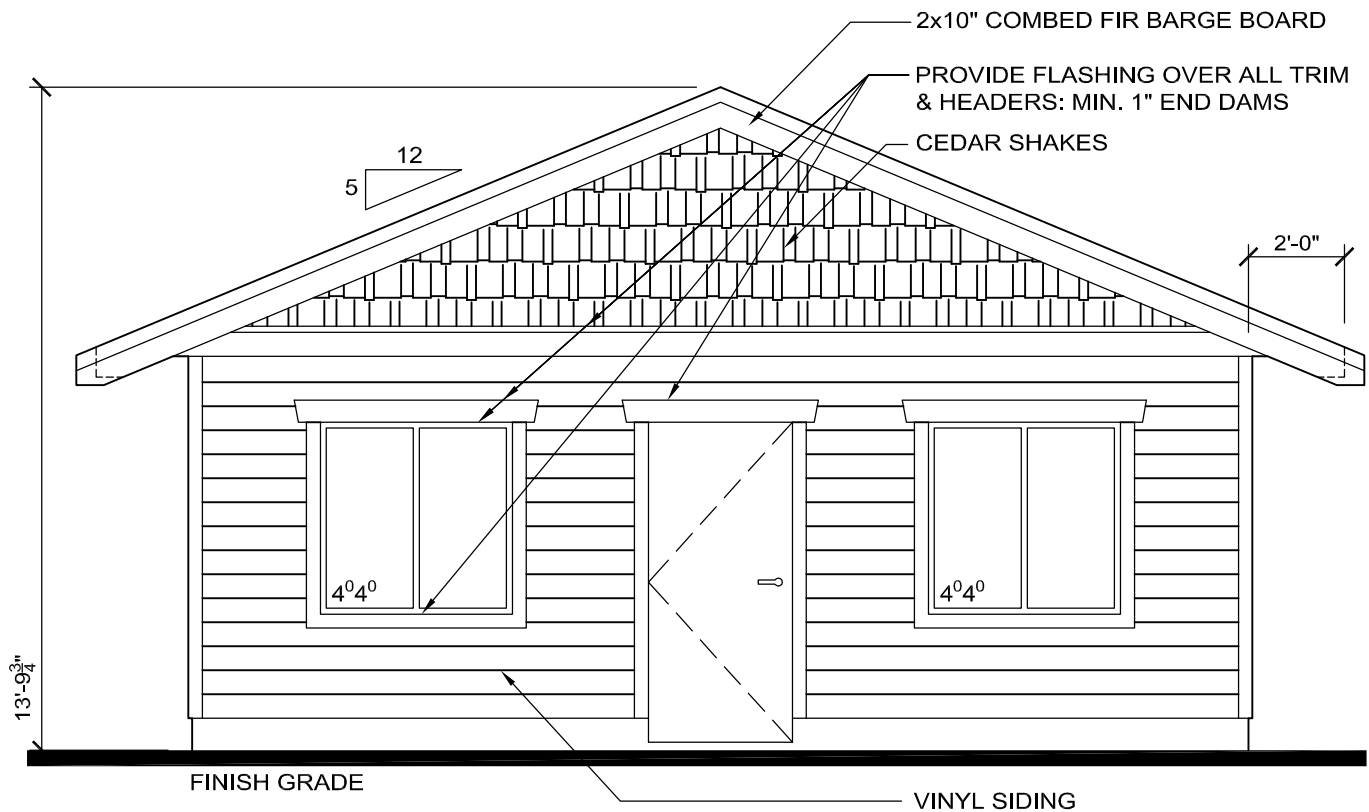 2x10" COMBED FIR BARGE BOARD
PROVIDE FLASHING OVER ALL TRIM
& HEADERS: MIN. 1" END DAMS
CEDAR SHAKES
12
5
2'-0"
4⁰4⁰
4⁰4⁰
13'-9¾"
FINISH GRADE
VINYL SIDING